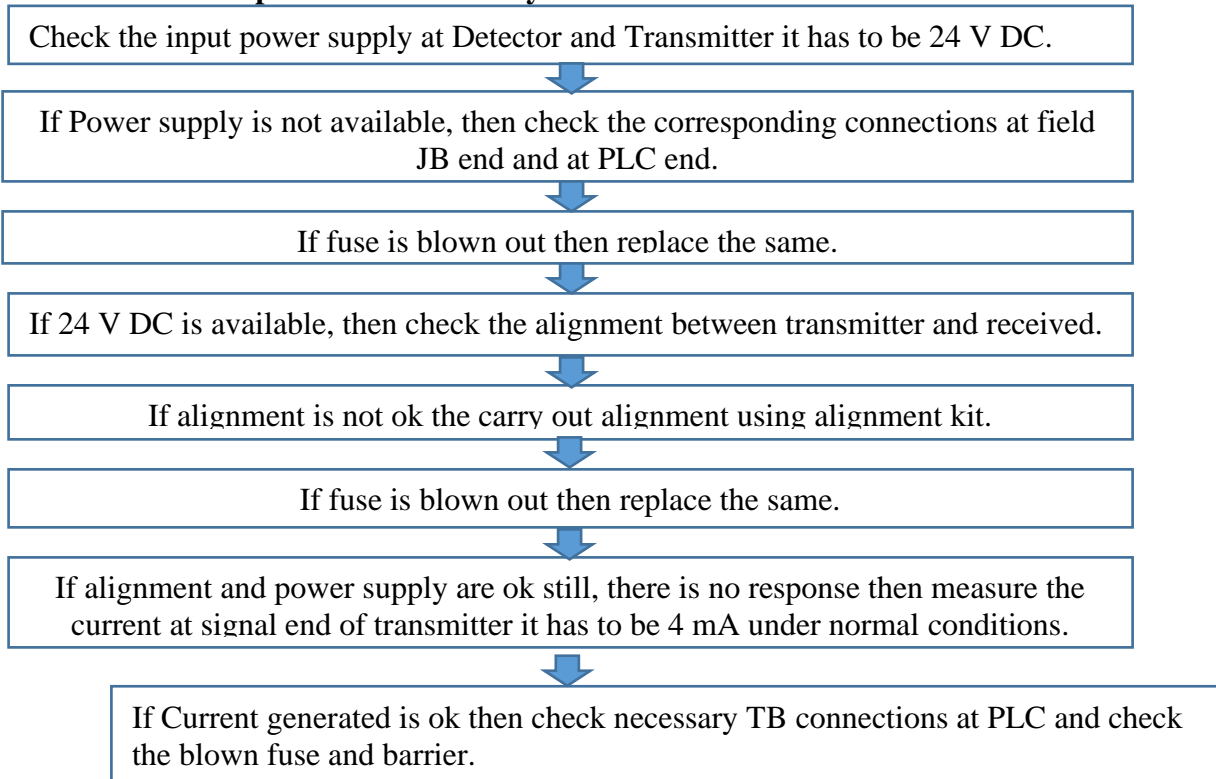 Check the input power supply at Detector and Transmitter it has to be 24 V DC.
If Power supply is not available, then check the corresponding connections at field
JB end and at PLC end.
If fuse is blown out then replace the same.
If 24 V DC is available, then check the alignment between transmitter and received.
If alignment is not ok the carry out alignment using alignment kit.
If fuse is blown out then replace the same.
If alignment and power supply are ok still, there is no response then measure the
current at signal end of transmitter it has to be 4 mA under normal conditions.
If Current generated is ok then check necessary TB connections at PLC and check
the blown fuse and barrier.